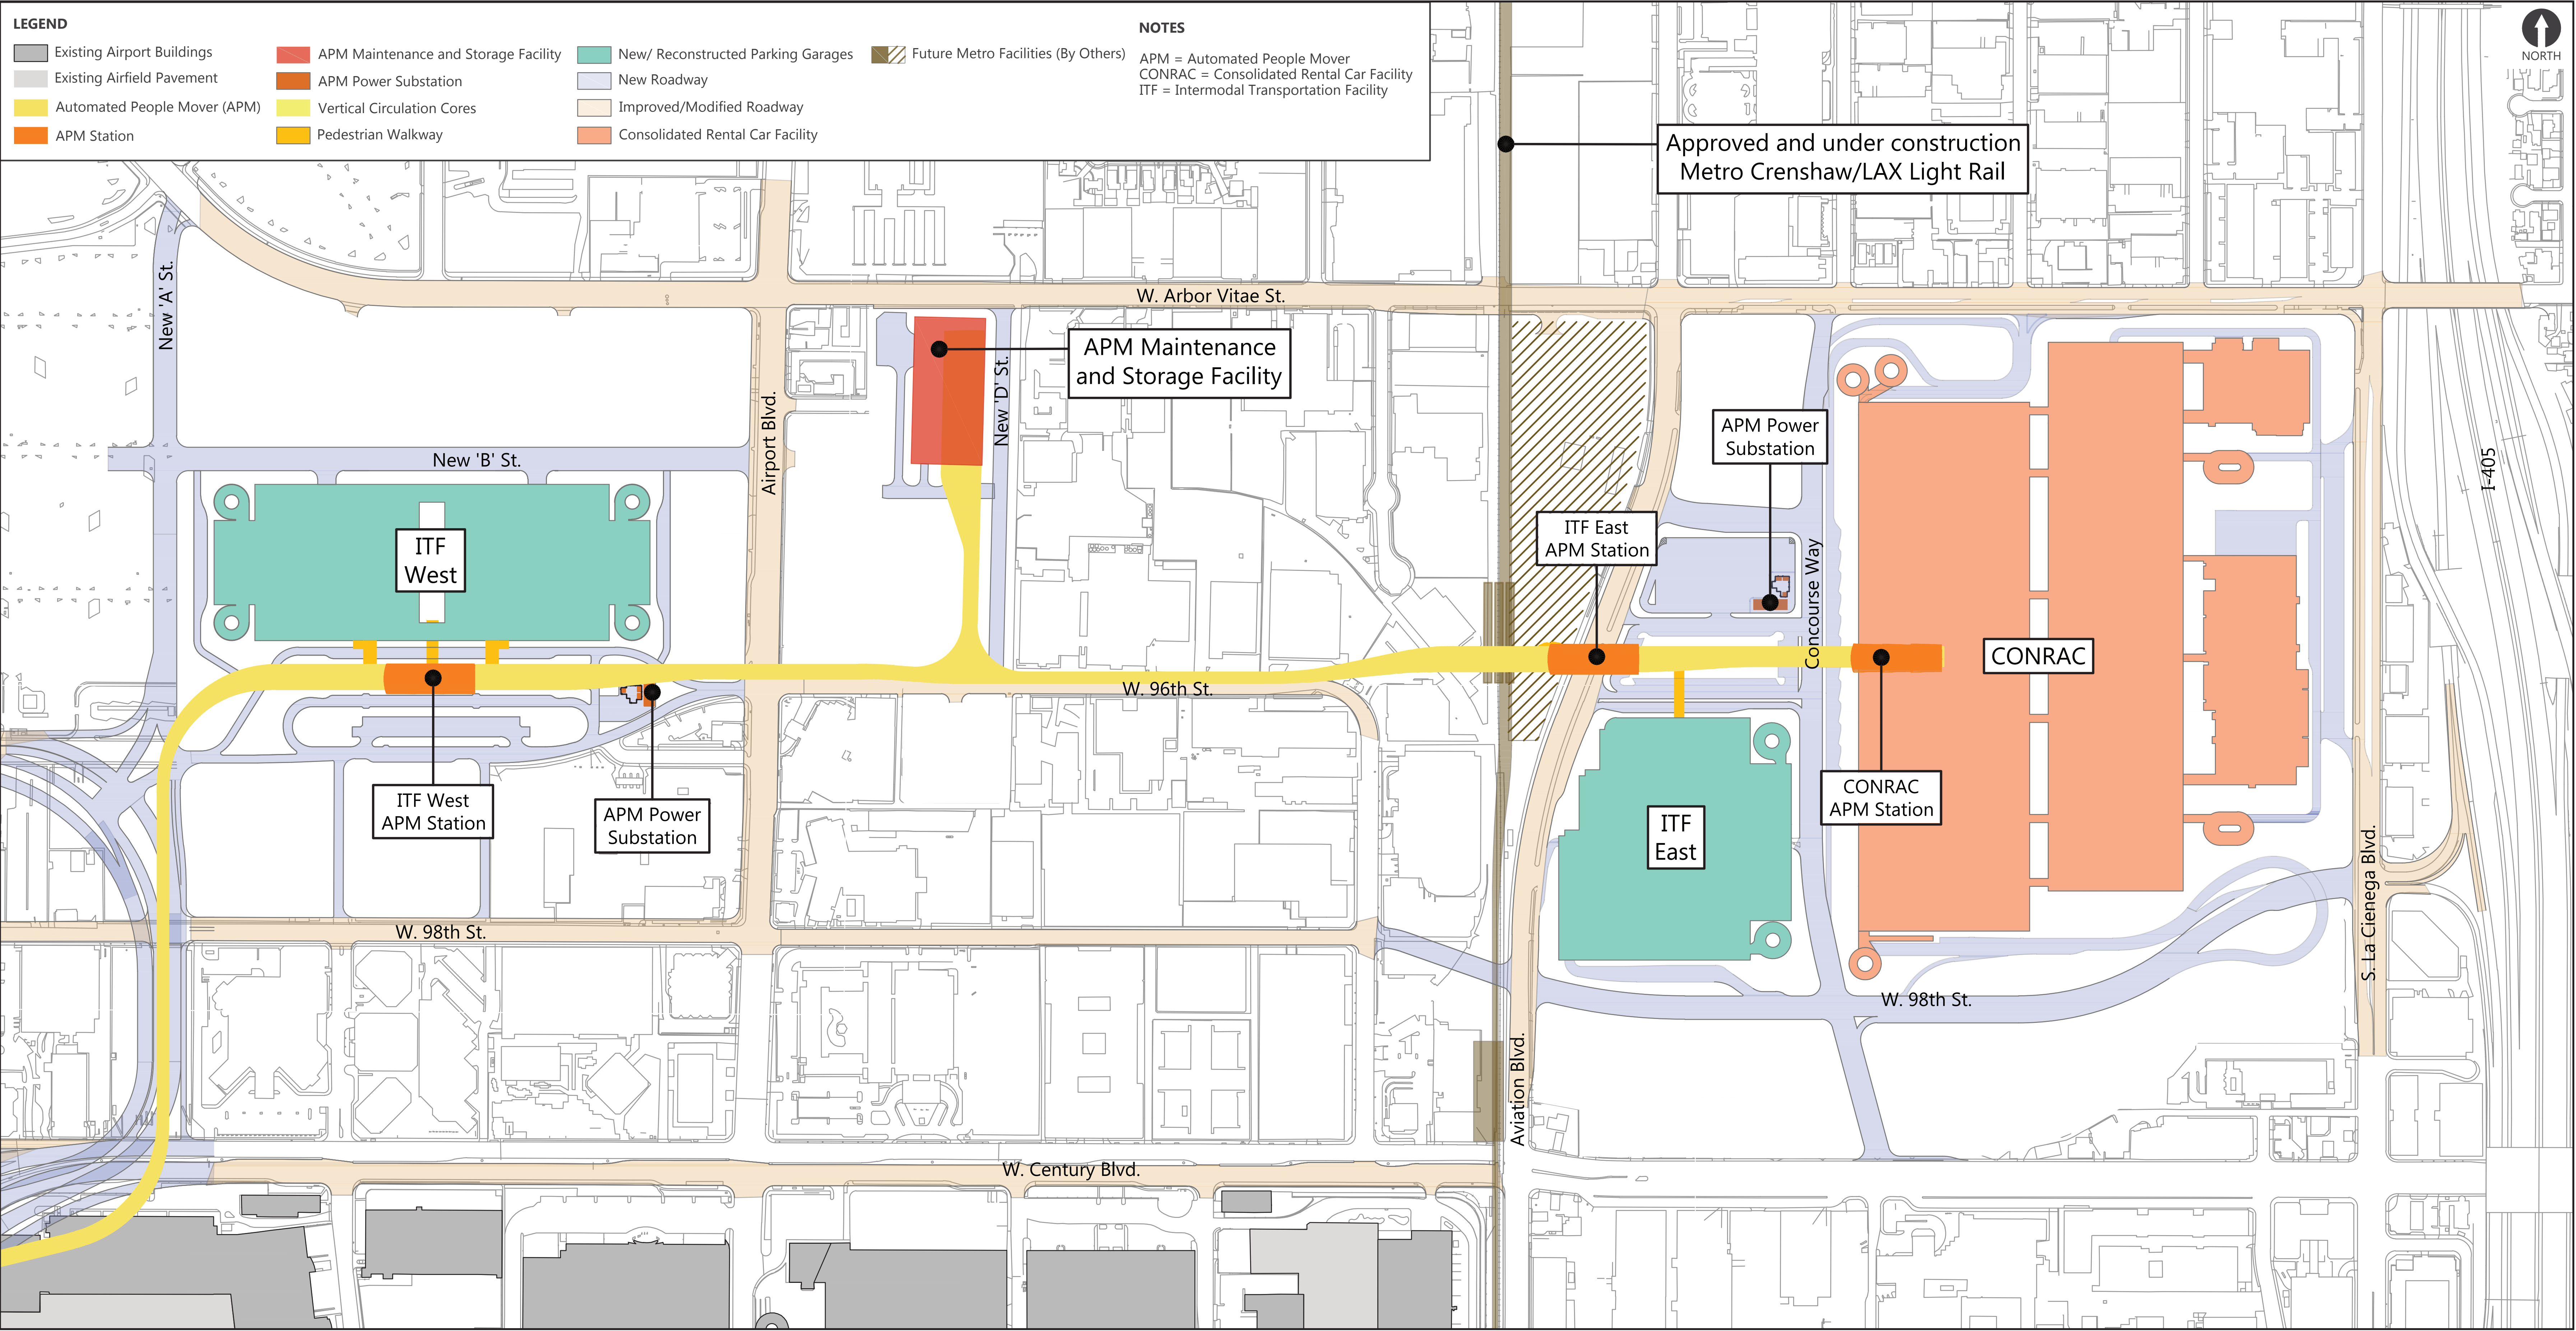 LEGEND
Existing Airport Buildings
Existing Airfield Pavement
Automated People Mover (APM)
APM Station
APM Maintenance and Storage Facility
APM Power Substation
Vertical Circulation Cores
Pedestrian Walkway
New/ Reconstructed Parking Garages
New Roadway
Improved/Modified Roadway
Consolidated Rental Car Facility
Future Metro Facilities (By Others)
NOTES
APM = Automated People Mover
CONRAC = Consolidated Rental Car Facility
ITF = Intermodal Transportation Facility
NORTH
Approved and under construction
Metro Crenshaw/LAX Light Rail
New 'A' St.
W. Arbor Vitae St.
APM Maintenance
and Storage Facility
New 'D' St.
Airport Blvd.
New 'B' St.
APM Power
Substation
I-405
ITF
West
ITF East
APM Station
Concourse Way
CONRAC
W. 96th St.
ITF West
APM Station
APM Power
Substation
CONRAC
APM Station
ITF
East
S. La Cienega Blvd.
W. 98th St.
W. 98th St.
Aviation Blvd.
W. Century Blvd.